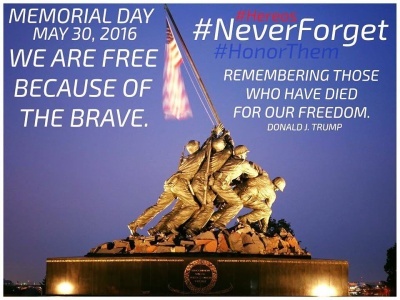 MEMORIAL DAY
MAY 30, 2016
WE ARE FREE
BECAUSE OF
THE BRAVE.
#Heroes
#NeverForget
#HonorThem
REMEMBERING THOSE
WHO HAVE DIED
FOR OUR FREEDOM.
DONALD J. TRUMP